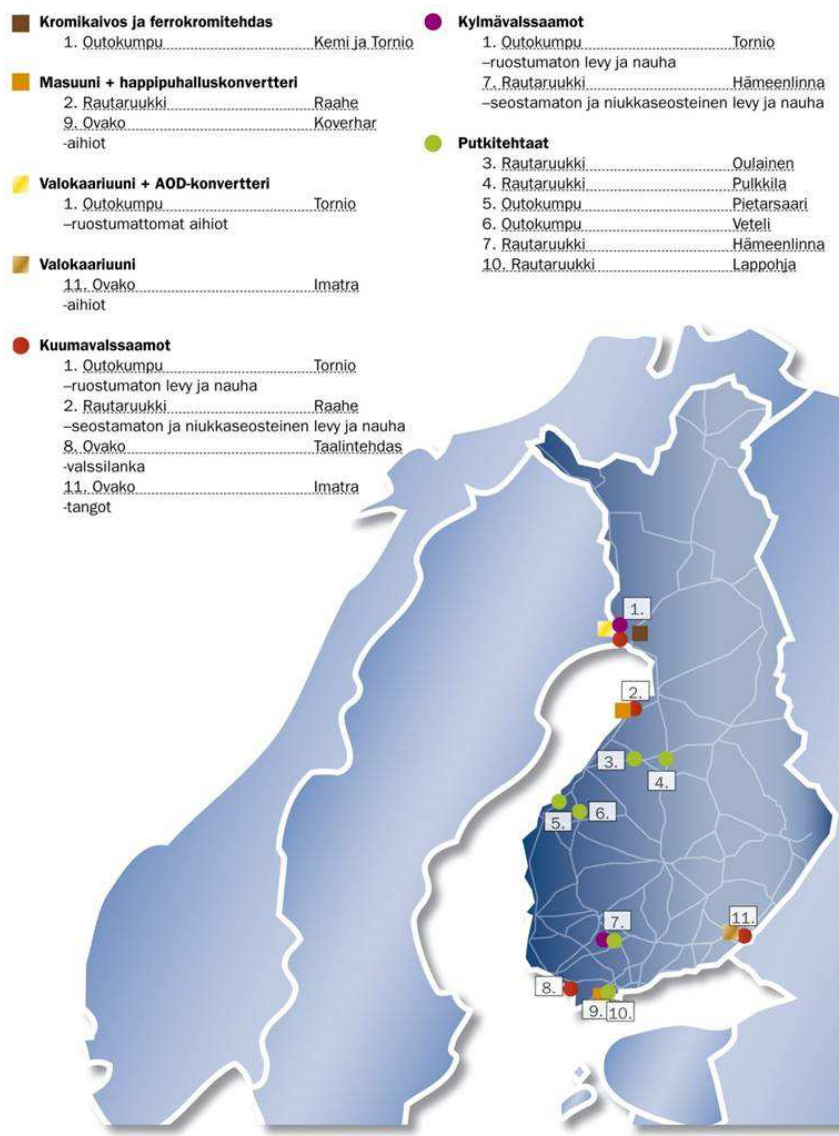 Kromikaivos ja ferrokromitehdas
1. Outokumpu Kemi ja Tornio
Masuuni + happipuhalluskonvertteri
2. Rautaruukki Raahe
9. Ovako Koverhar
-aihiot
Valokaariuuni + AOD-konvertteri
1. Outokumpu Tornio
–ruostumattomat aihiot
Valokaariuuni
11. Ovako Imatra
-aihiot
Kuumavalssaamot
1. Outokumpu Tornio
–ruostumaton levy ja nauha
2. Rautaruukki Raahe
–seostamaton ja niukkaseosteinen levy ja nauha
8. Ovako Taalintehdas
-valssilanka
11. Ovako Imatra
-tangot
Kylmävalssaamot
1. Outokumpu Tornio
–ruostumaton levy ja nauha
7. Rautaruukki Hämeenlinna
–seostamaton ja niukkaseosteinen levy ja nauha
Putkitehtaat
3. Rautaruukki Oulainen
4. Rautaruukki Pulkkila
5. Outokumpu Pietarsaari
6. Outokumpu Veteli
7. Rautaruukki Hämeenlinna
10. Rautaruukki Lappohja
1.
2.
3.
4.
5.
6.
7.
11.
8.
9.
10.